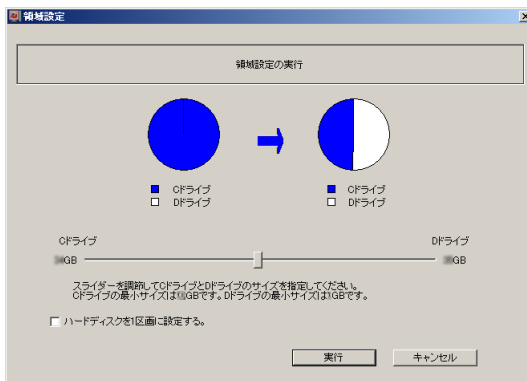 領域設定
領域設定の実行
Cドライブ
Dドライブ
Cドライブ
Dドライブ
Cドライブ
Dドライブ
GB
GB
スライダーを調節してCドライブとDドライブのサイズを指定してください。
Cドライブの最小サイズはGBです。Dドライブの最小サイズは1GBです。
ハードディスクを1区画に設定する。
実行
キャンセル